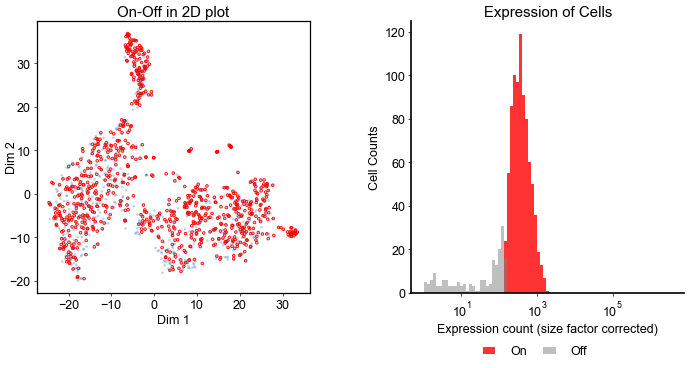 On-Off in 2D plot
Dim 2
30
20
10
0
−10
−20
−20 −10 0 10 20 30
Dim 1
Expression of Cells
Cell Counts
120
100
80
60
40
20
0
10^1 10^3 10^5
Expression count (size factor corrected)
On Off